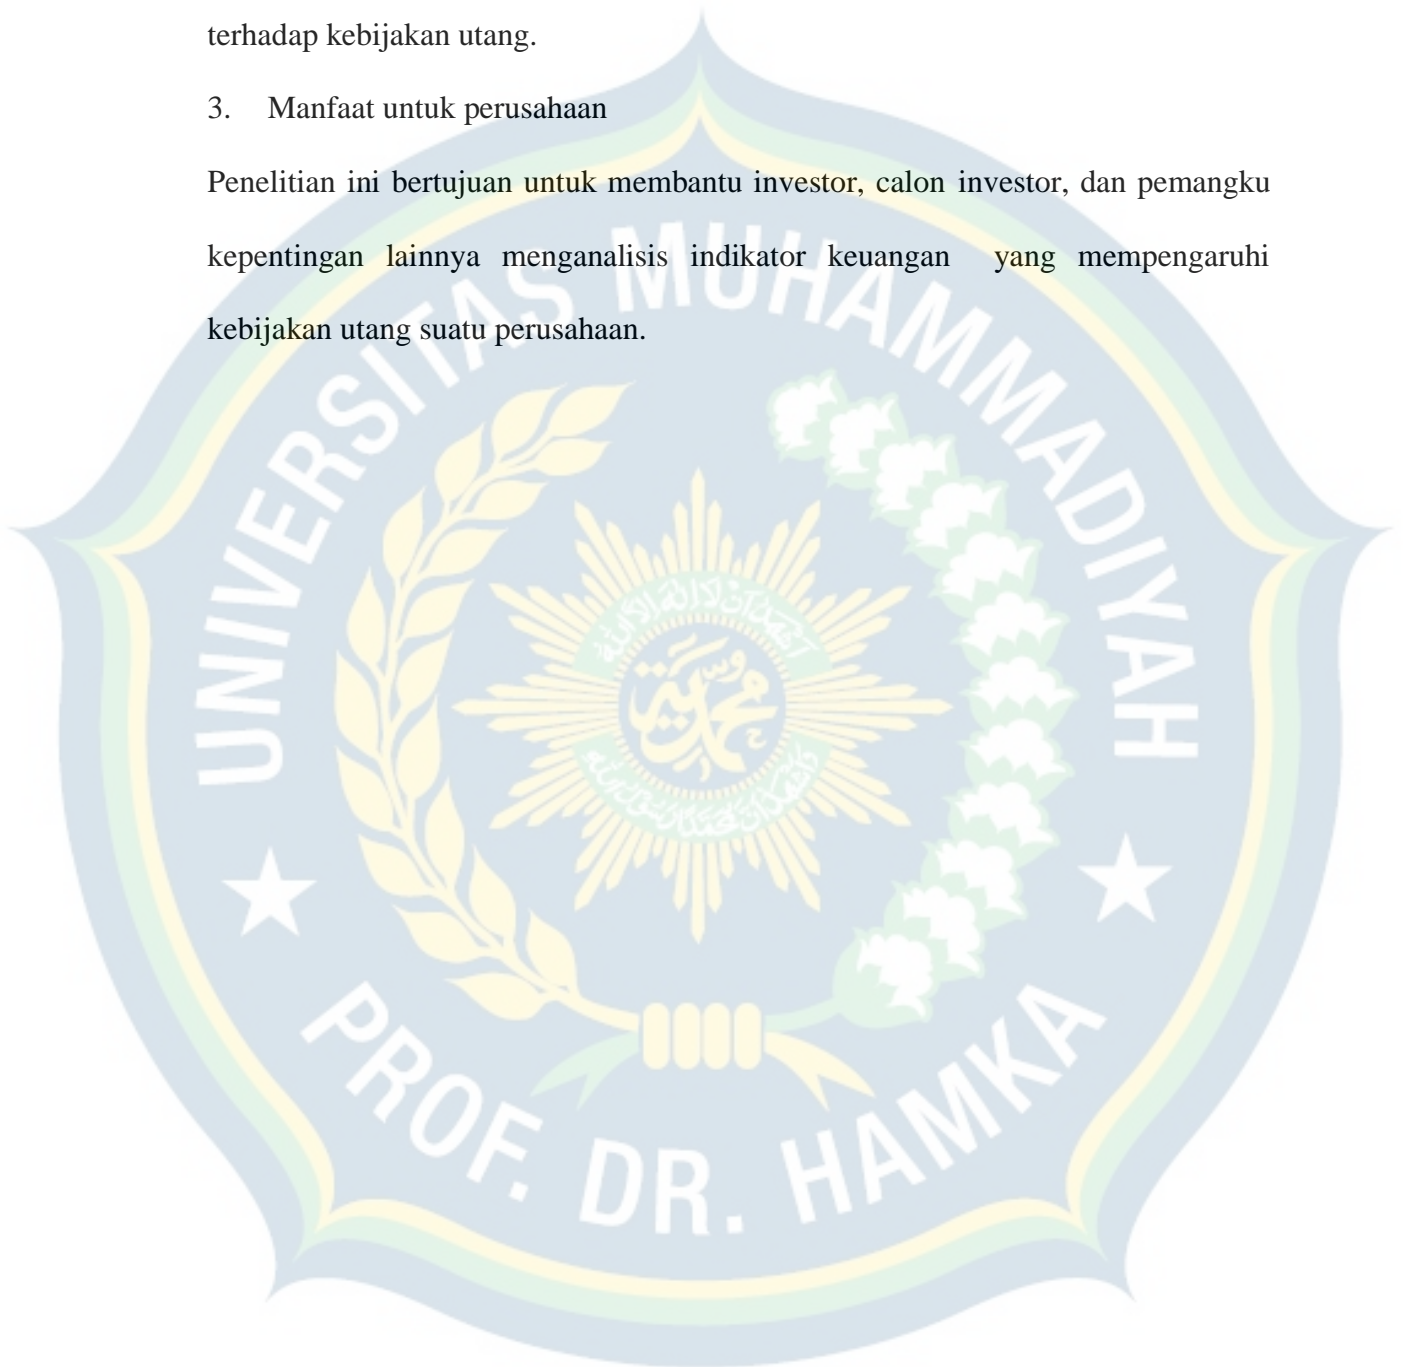 terhadap kebijakan utang.
3. Manfaat untuk perusahaan
Penelitian ini bertujuan untuk membantu investor, calon investor, dan pemangku
kepentingan lainnya menganalisis indikator keuangan yang mempengaruhi
kebijakan utang suatu perusahaan.
UNIVERSITAS MUHAMMADIYAH
محمدية
PROF. DR. HAMKA